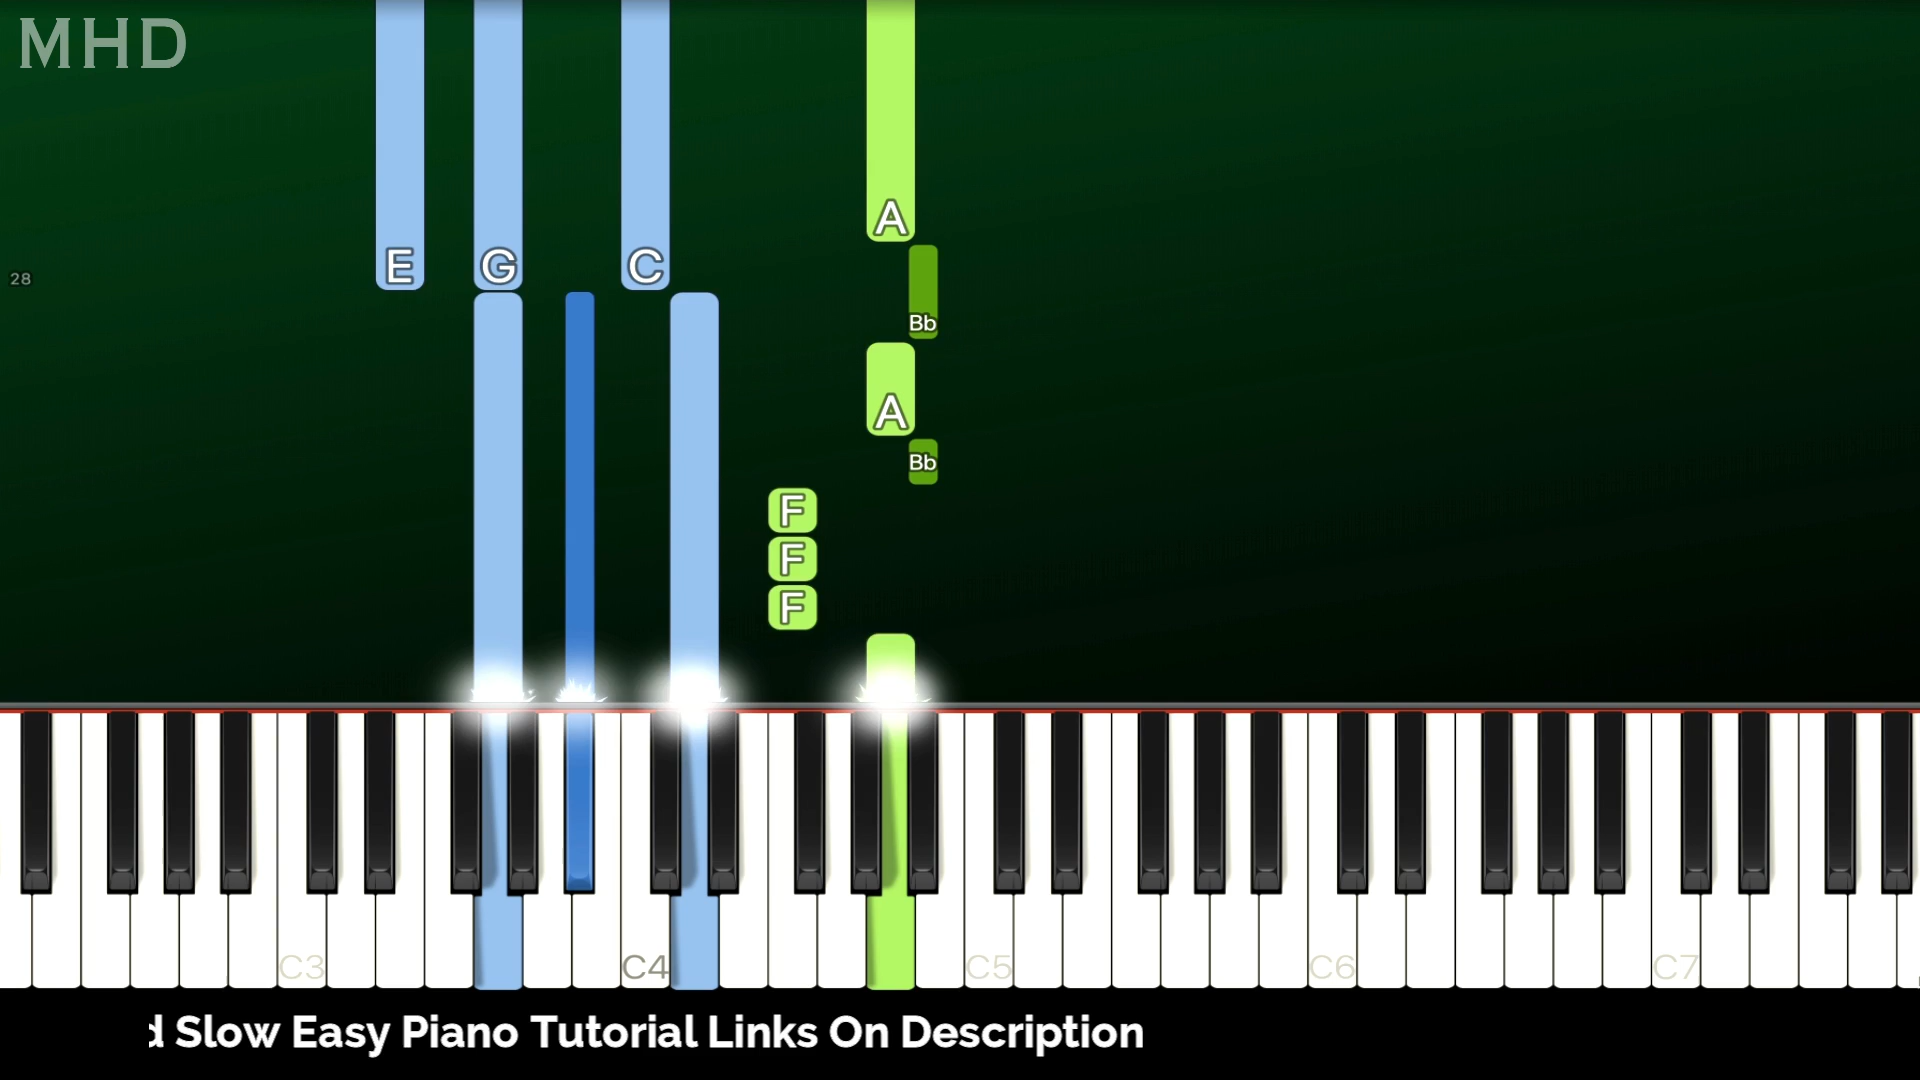 MHD
A
E G C
28
Bb
A
Bb
F
F
F
C3 C4 C5 C6 C7
d Slow Easy Piano Tutorial Links On Description